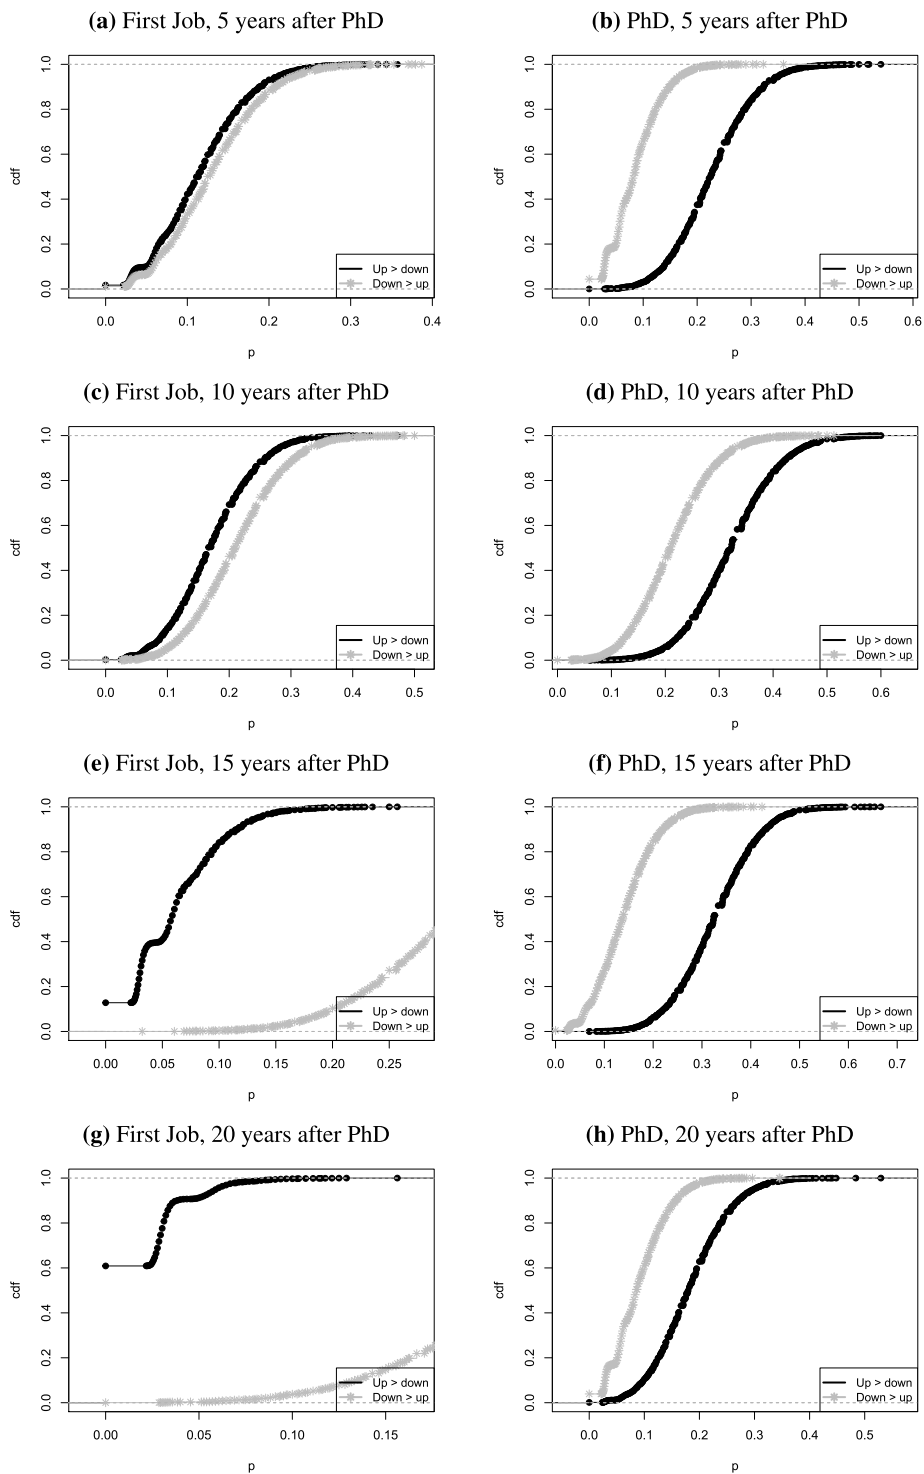 (a) First Job, 5 years after PhD
cdf
1.0
0.8
0.6
0.4
0.2
0.0
Up > down
Down > up
0.0 0.1 0.2 0.3 0.4
p
(b) PhD, 5 years after PhD
cdf
1.0
0.8
0.6
0.4
0.2
0.0
Up > down
Down > up
0.0 0.1 0.2 0.3 0.4 0.5 0.6
p
(c) First Job, 10 years after PhD
cdf
1.0
0.8
0.6
0.4
0.2
0.0
Up > down
Down > up
0.0 0.1 0.2 0.3 0.4 0.5
p
(d) PhD, 10 years after PhD
cdf
1.0
0.8
0.6
0.4
0.2
0.0
Up > down
Down > up
0.0 0.1 0.2 0.3 0.4 0.5 0.6
p
(e) First Job, 15 years after PhD
cdf
1.0
0.8
0.6
0.4
0.2
0.0
Up > down
Down > up
0.00 0.05 0.10 0.15 0.20 0.25
p
(f) PhD, 15 years after PhD
cdf
1.0
0.8
0.6
0.4
0.2
0.0
Up > down
Down > up
0.0 0.1 0.2 0.3 0.4 0.5 0.6 0.7
p
(g) First Job, 20 years after PhD
cdf
1.0
0.8
0.6
0.4
0.2
0.0
Up > down
Down > up
0.00 0.05 0.10 0.15
p
(h) PhD, 20 years after PhD
cdf
1.0
0.8
0.6
0.4
0.2
0.0
Up > down
Down > up
0.0 0.1 0.2 0.3 0.4 0.5
p